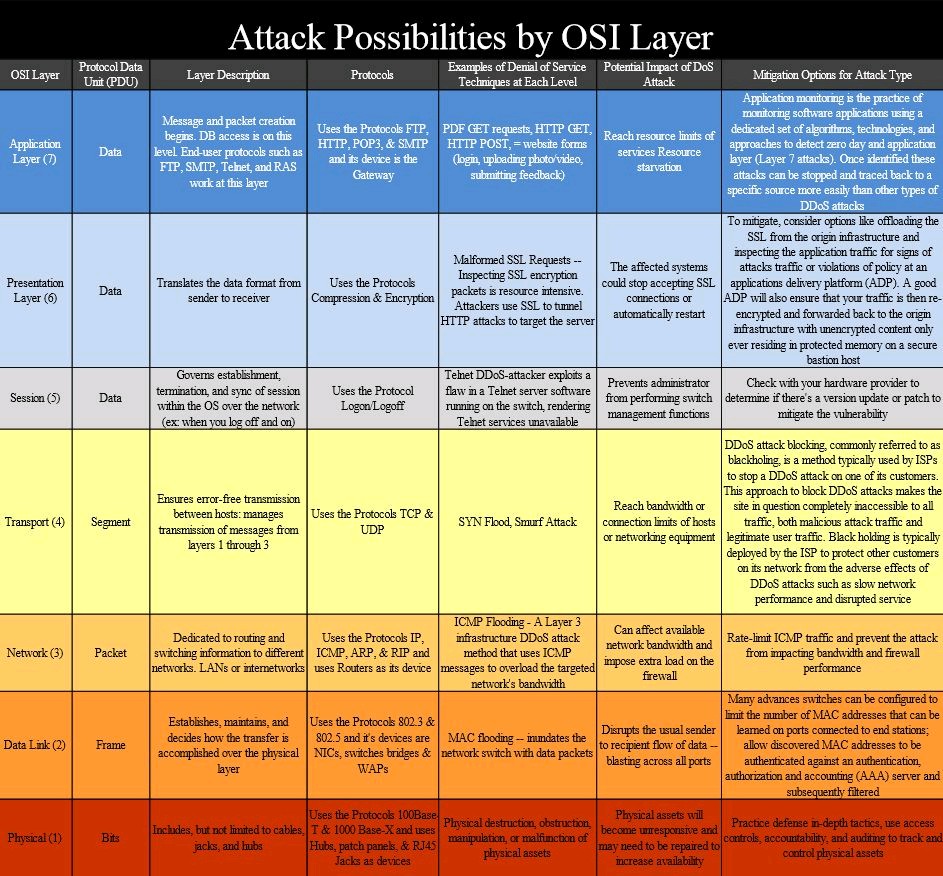 Attack Possibilities by OSI Layer
OSI Layer
Protocol Data
Unit (PDU)
Layer Description
Protocols
Examples of Denial of Service
Techniques at Each Level
Potential Impact of DoS
Attack
Mitigation Options for Attack Type
Application
Layer (7)
Data
Message and packet creation
begins. DB access is on this
level. End-user protocols such as
FTP, SMTP, Telnet, and RAS
work at this layer
Uses the Protocols FTP,
HTTP, POP3, & SMTP
and its device is the
Gateway
PDF GET requests, HTTP GET,
HTTP POST, = website forms
(login, uploading photo/video,
submitting feedback)
Reach resource limits of
services Resource
starvation
Application monitoring is the practice of
monitoring software applications using a
dedicated set of algorithms, technologies, and
approaches to detect zero day and application
layer (Layer 7 attacks). Once identified these
attacks can be stopped and traced back to a
specific source more easily than other types of
DDoS attacks
Presentation
Layer (6)
Data
Translates the data format from
sender to receiver
Uses the Protocols
Compression & Encryption
Malformed SSL Requests --
Inspecting SSL encryption
packets is resource intensive.
Attackers use SSL to tunnel
HTTP attacks to target the server
The affected systems
could stop accepting SSL
connections or
automatically restart
To mitigate, consider options like offloading the
SSL from the origin infrastructure and
inspecting the application traffic for signs of
attacks traffic or violations of policy at an
applications delivery platform (ADP). A good
ADP will also ensure that your traffic is then re-
encrypted and forwarded back to the origin
infrastructure with unencrypted content only
ever residing in protected memory on a secure
bastion host
Session (5)
Data
Governs establishment,
termination, and sync of session
within the OS over the network
(ex: when you log off and on)
Uses the Protocol
Logon/Logoff
Telnet DDoS-attacker exploits a
flaw in a Telnet server software
running on the switch, rendering
Telnet services unavailable
Prevents administrator
from performing switch
management functions
Check with your hardware provider to
determine if there's a version update or patch to
mitigate the vulnerability
Transport (4)
Segment
Ensures error-free transmission
between hosts: manages
transmission of messages from
layers 1 through 3
Uses the Protocols TCP &
UDP
SYN Flood, Smurf Attack
Reach bandwidth or
connection limits of hosts
or networking equipment
DDoS attack blocking, commonly referred to as
blackholing, is a method typically used by ISPs
to stop a DDoS attack on one of its customers.
This approach to block DDoS attacks makes the
site in question completely inaccessible to all
traffic, both malicious attack traffic and
legitimate user traffic. Black holding is typically
deployed by the ISP to protect other customers
on its network from the adverse effects of
DDoS attacks such as slow network
performance and disrupted service
Network (3)
Packet
Dedicated to routing and
switching information to different
networks. LANs or internetworks
Uses the Protocols IP,
ICMP, ARP, & RIP and
uses Routers as its device
ICMP Flooding - A Layer 3
infrastructure DDoS attack
method that uses ICMP
messages to overload the targeted
network's bandwidth
Can affect available
network bandwidth and
impose extra load on the
firewall
Rate-limit ICMP traffic and prevent the attack
from impacting bandwidth and firewall
performance
Data Link (2)
Frame
Establishes, maintains, and
decides how the transfer is
accomplished over the physical
layer
Uses the Protocols 802.3 &
802.5 and it's devices are
NICs, switches bridges &
WAPs
MAC flooding -- inundates the
network switch with data packets
Disrupts the usual sender
to recipient flow of data --
blasting across all ports
Many advances switches can be configured to
limit the number of MAC addresses that can be
learned on ports connected to end stations;
allow discovered MAC addresses to be
authenticated against an authentication,
authorization and accounting (AAA) server and
subsequently filtered
Physical (1)
Bits
Includes, but not limited to cables,
jacks, and hubs
Uses the Protocols 100Base-
T & 1000 Base-X and uses
Hubs, patch panels, & RJ45
Jacks as devices
Physical destruction, obstruction,
manipulation, or malfunction of
physical assets
Physical assets will
become unresponsive and
may need to be repaired to
increase availability
Practice defense in-depth tactics, use access
controls, accountability, and auditing to track and
control physical assets